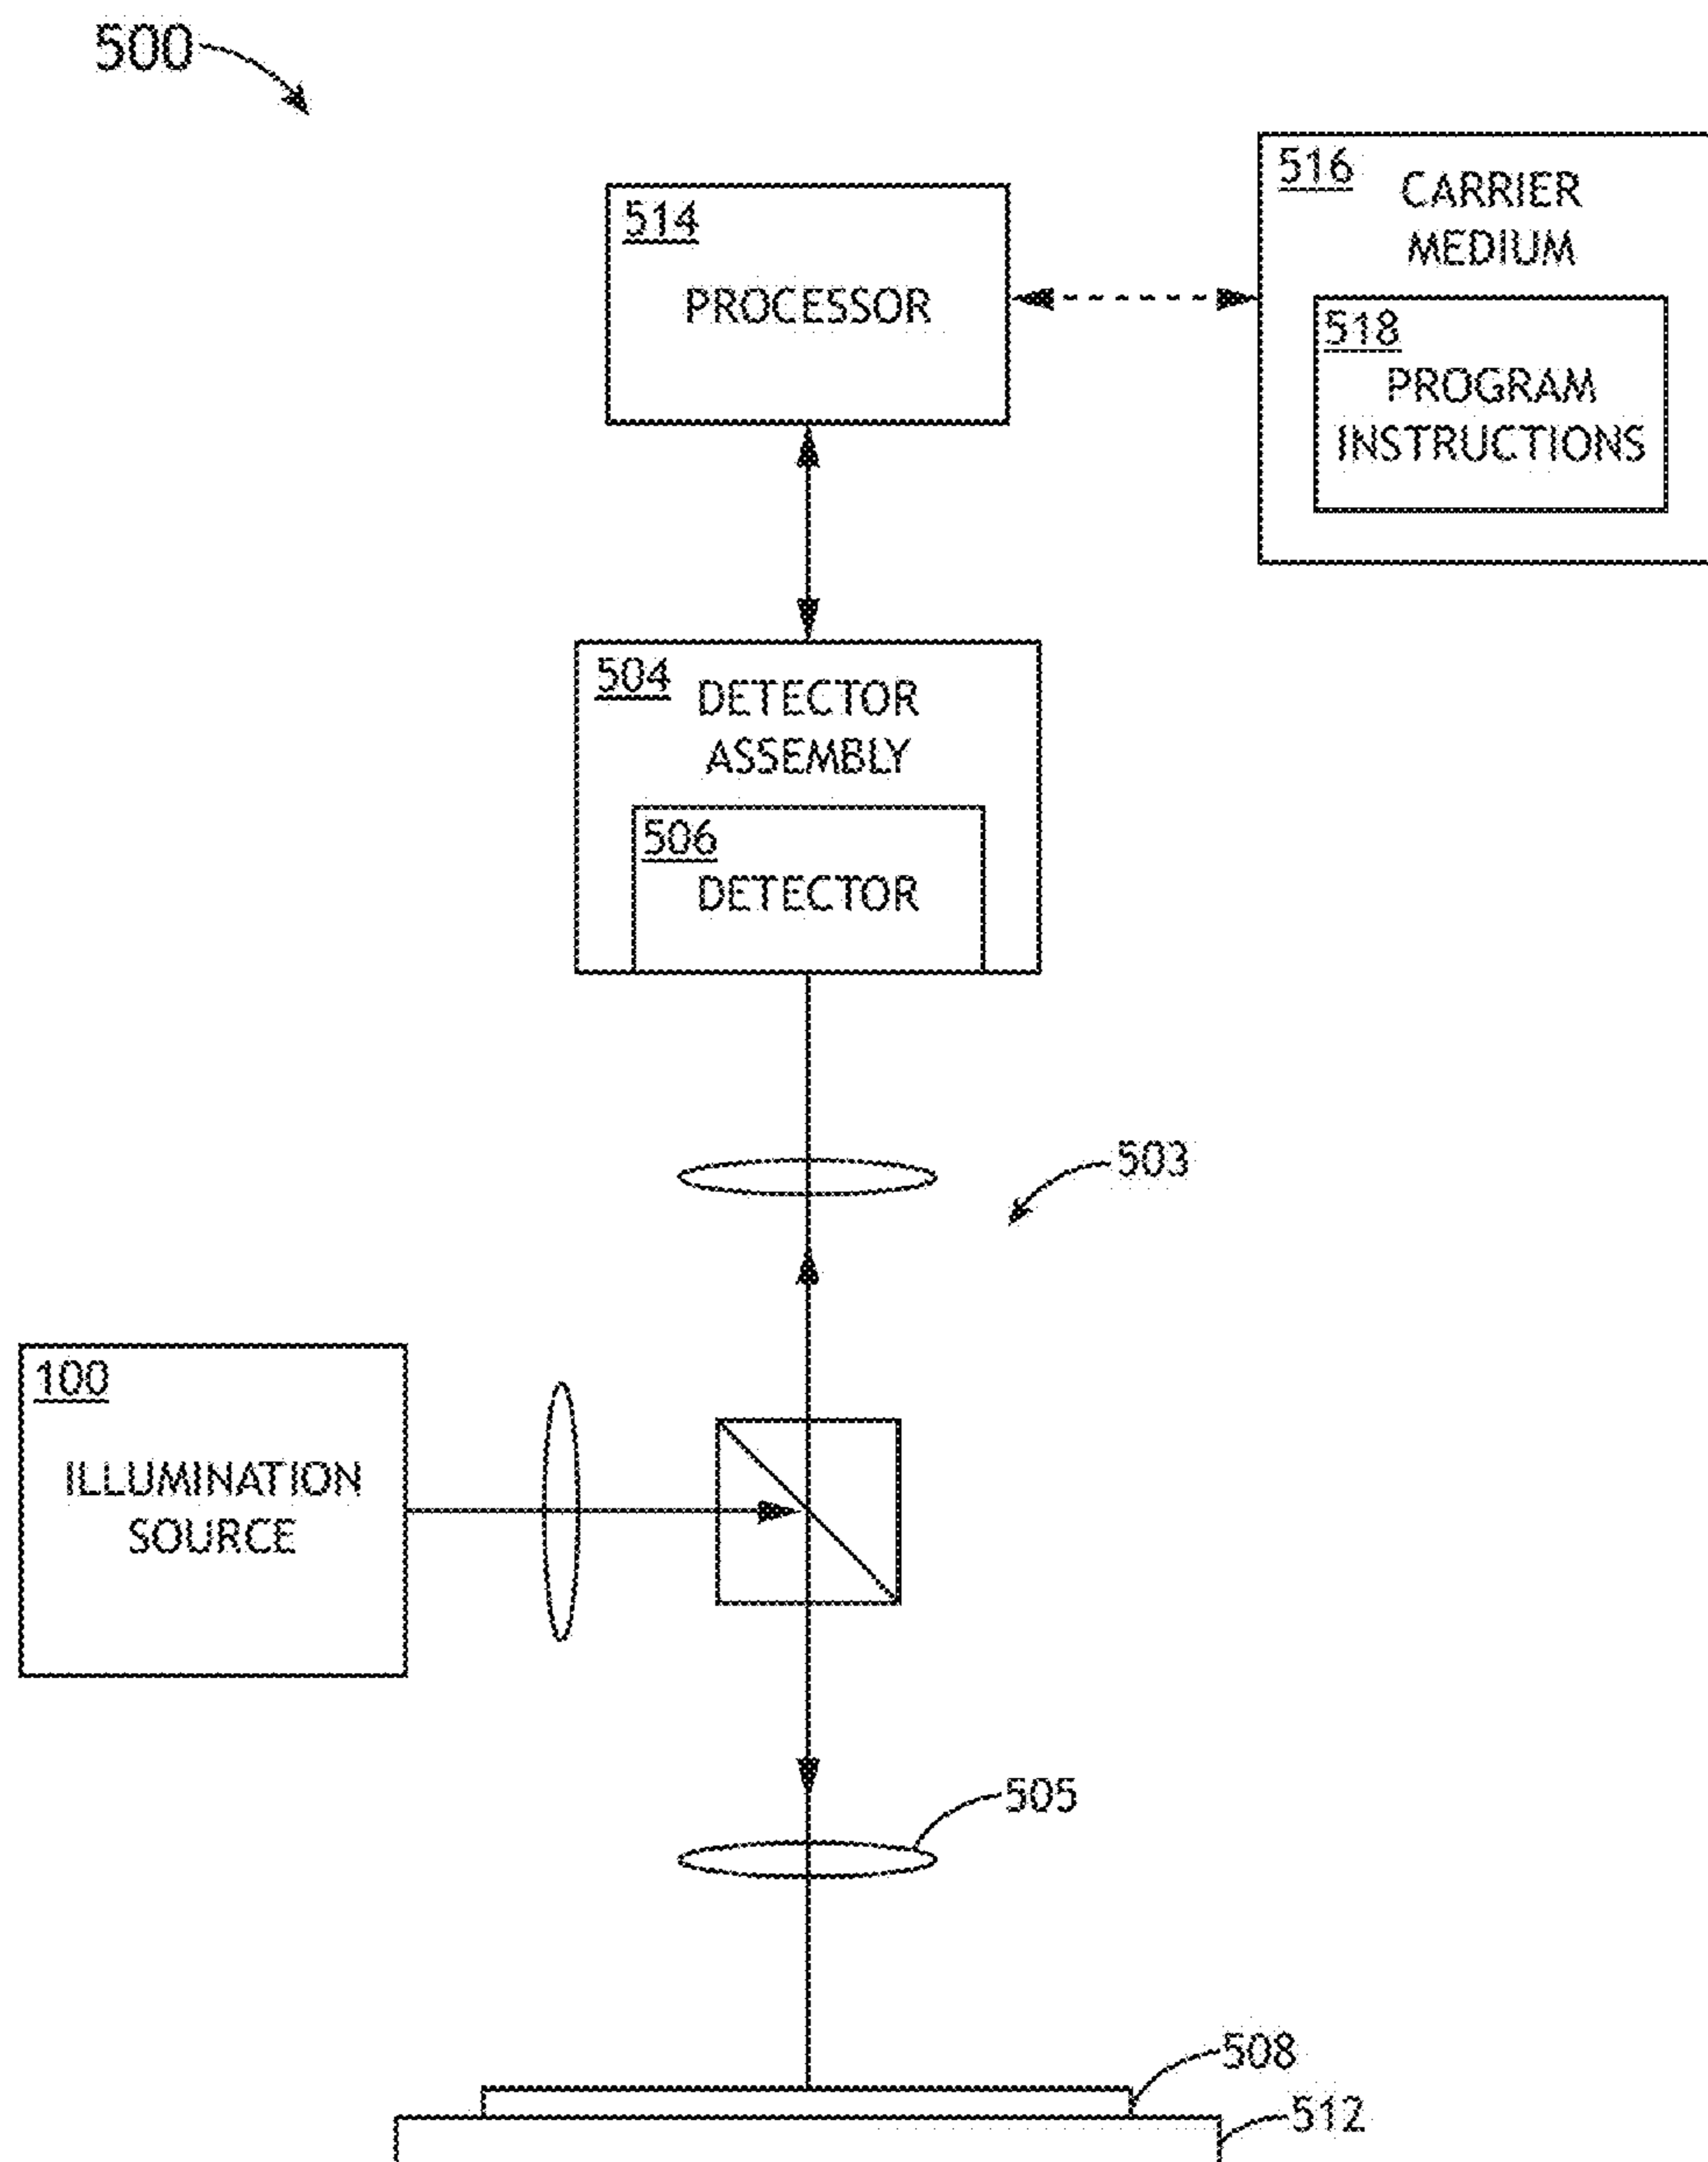 500
516
CARRIER
MEDIUM
514
PROCESSOR
518
PROGRAM
INSTRUCTIONS
504
DETECTOR
ASSEMBLY
506
DETECTOR
503
100
ILLUMINATION
SOURCE
505
508
512